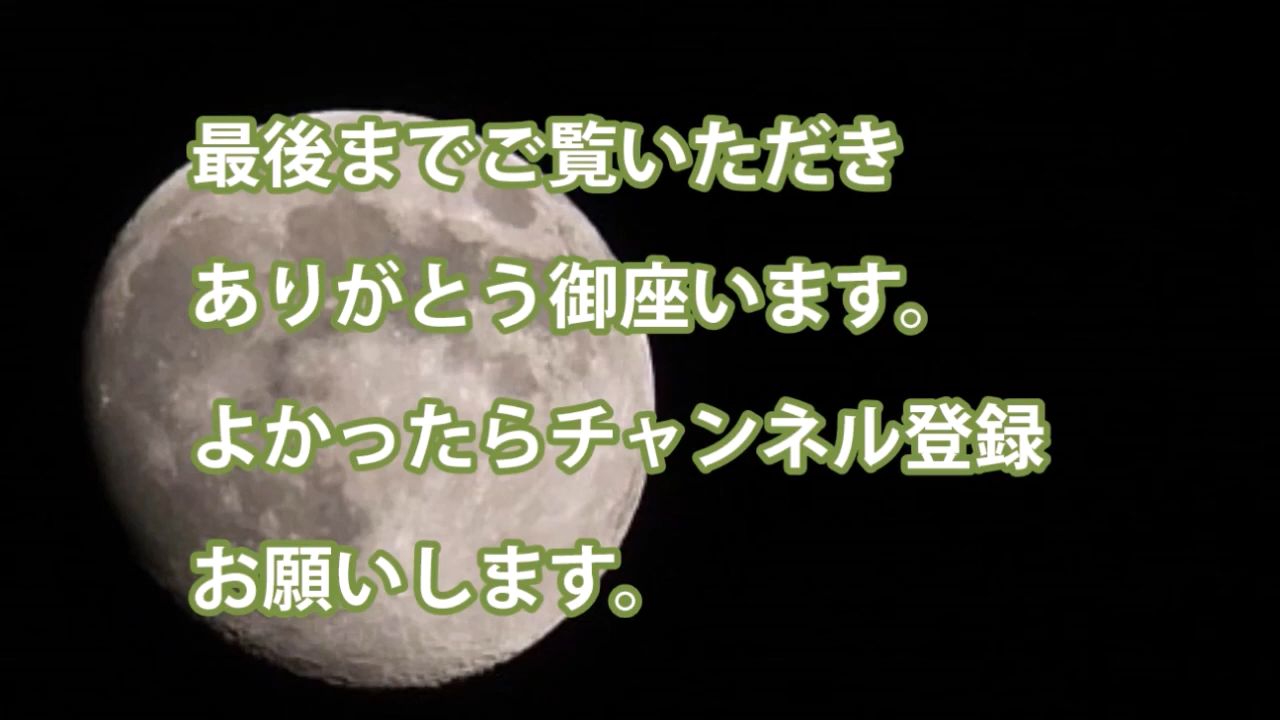 最後までご覧いただき
ありがとう御座います。
よかったらチャンネル登録
お願いします。